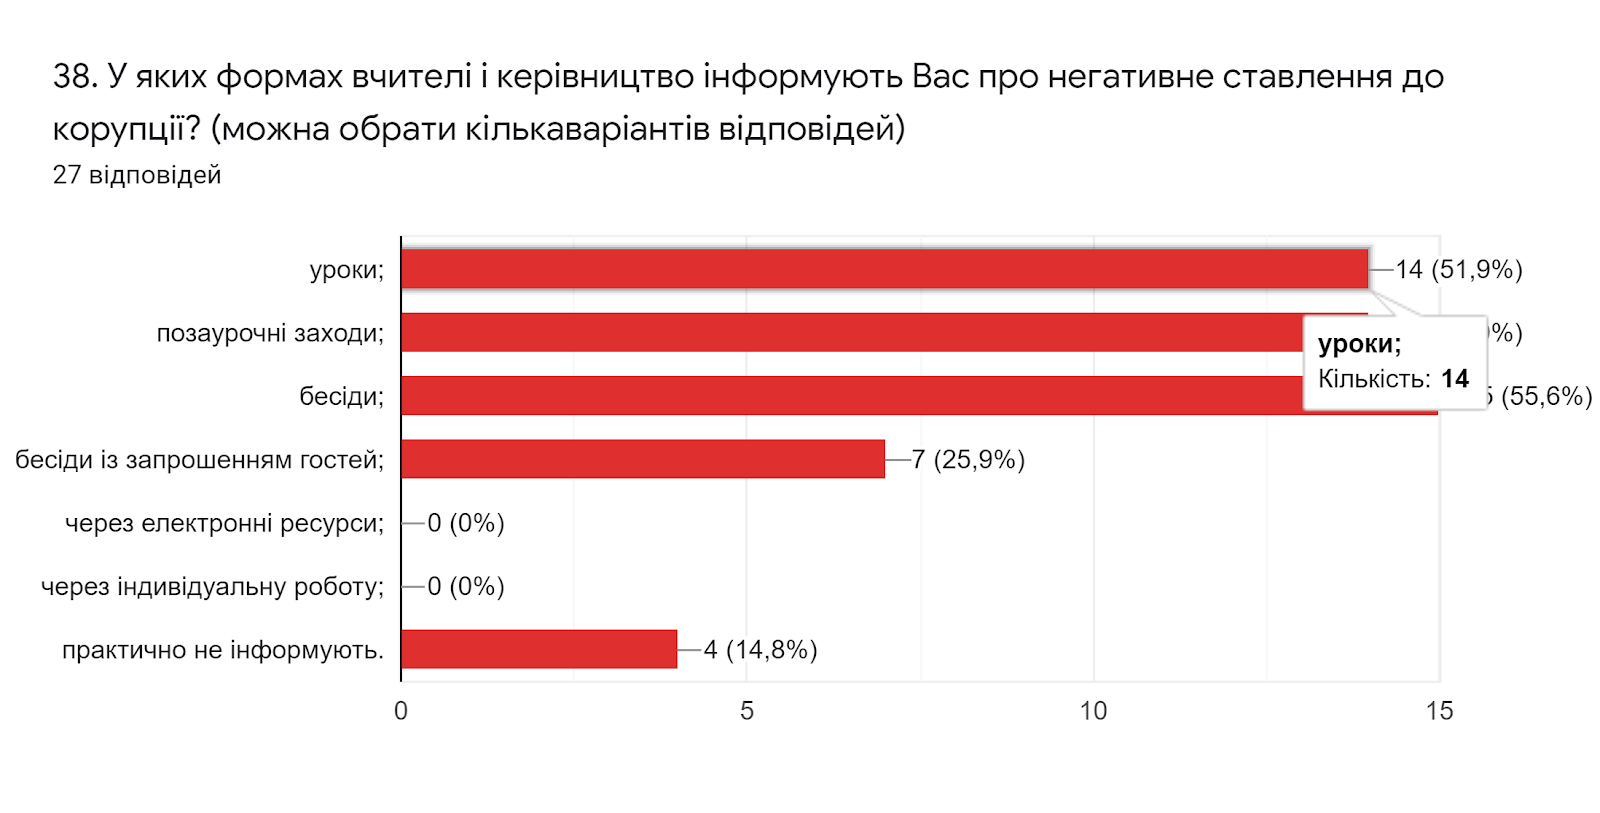 38. У яких формах вчителі і керівництво інформують Вас про негативне ставлення до
корупції? (можна обрати кількаваріантів відповідей)
27 відповідей
уроки;
14 (51,9%)
позаурочні заходи;
%)
уроки;
Кількість: 14
бесіди;
(55,6%)
бесіди із запрошенням гостей;
7 (25,9%)
через електронні ресурси;
0 (0%)
через індивідуальну роботу;
0 (0%)
практично не інформують.
4 (14,8%)
0 5 10 15